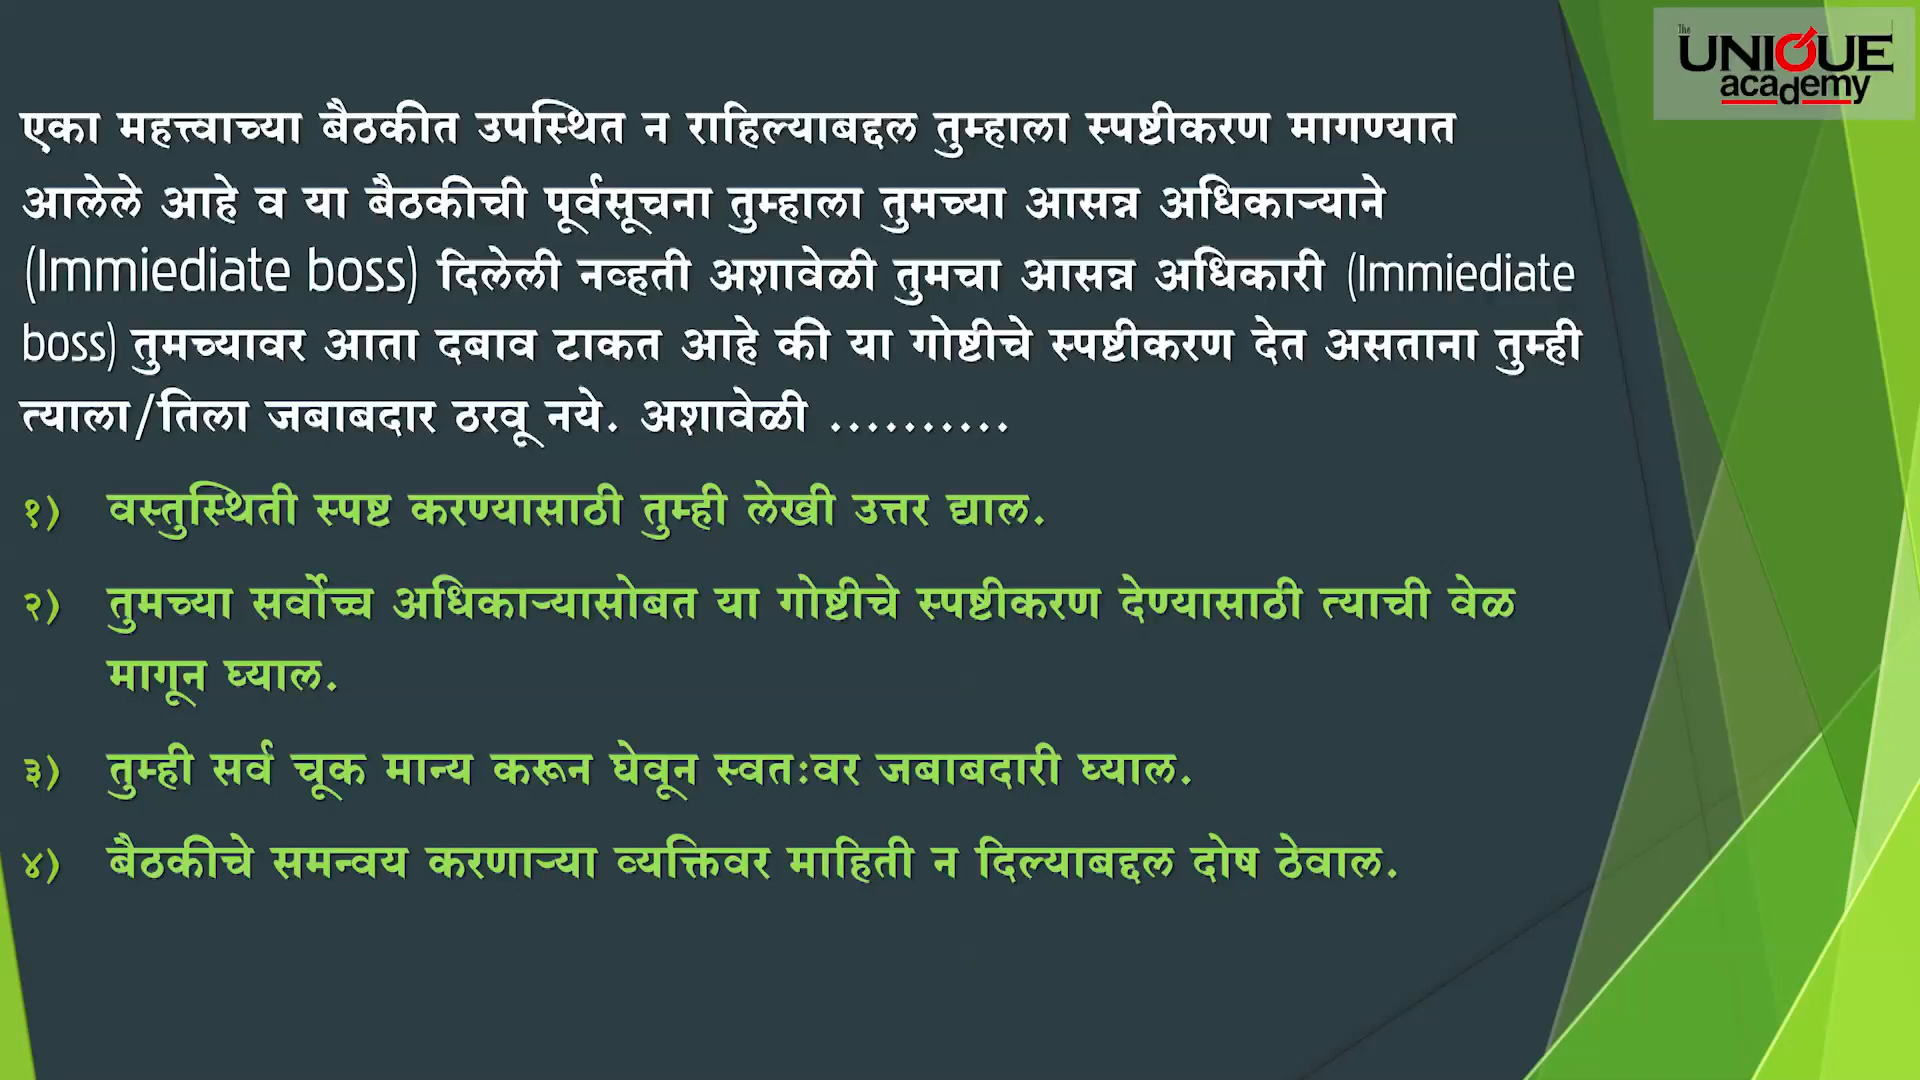 The
UNIQUE
academy
एका महत्त्वाच्या बैठकीत उपस्थित न राहिल्याबद्दल तुम्हाला स्पष्टीकरण मागण्यात
आलेले आहे व या बैठकीची पूर्वसूचना तुम्हाला तुमच्या आसन्न अधिकाऱ्याने
(Immiediate boss) दिलेली नव्हती अशावेळी तुमचा आसन्न अधिकारी (Immiediate
boss) तुमच्यावर आता दबाव टाकत आहे की या गोष्टीचे स्पष्टीकरण देत असताना तुम्ही
त्याला/तिला जबाबदार ठरवू नये. अशावेळी ..........
१) वस्तुस्थिती स्पष्ट करण्यासाठी तुम्ही लेखी उत्तर द्याल.
२) तुमच्या सर्वोच्च अधिकाऱ्यासोबत या गोष्टीचे स्पष्टीकरण देण्यासाठी त्याची वेळ
मागून घ्याल.
३) तुम्ही सर्व चूक मान्य करून घेवून स्वतःवर जबाबदारी घ्याल.
४) बैठकीचे समन्वय करणाऱ्या व्यक्तिवर माहिती न दिल्याबद्दल दोष ठेवाल.